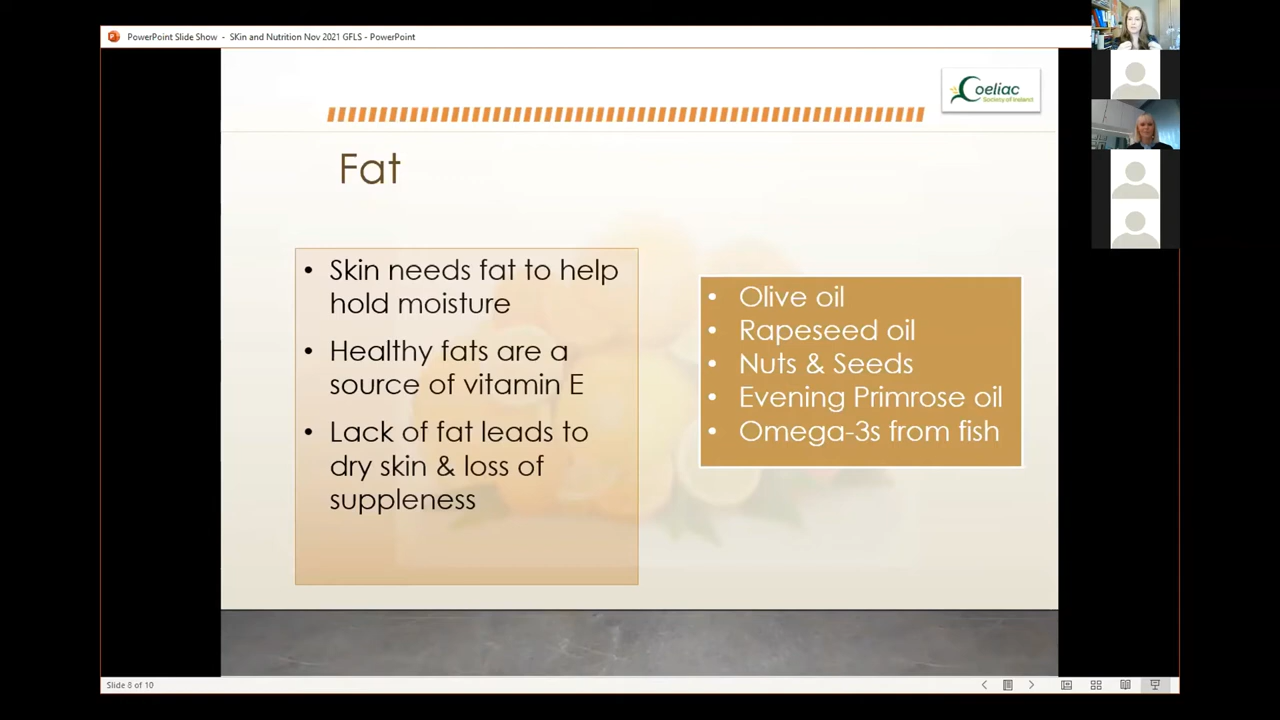 PowerPoint Slide Show - SKin and Nutrition Nov 2021 GFLS - PowerPoint
Coeliac
Society of Ireland
Fat
• Skin needs fat to help
hold moisture
• Healthy fats are a
source of vitamin E
• Lack of fat leads to
dry skin & loss of
suppleness
• Olive oil
• Rapeseed oil
• Nuts & Seeds
• Evening Primrose oil
• Omega-3s from fish
Slide 8 of 10